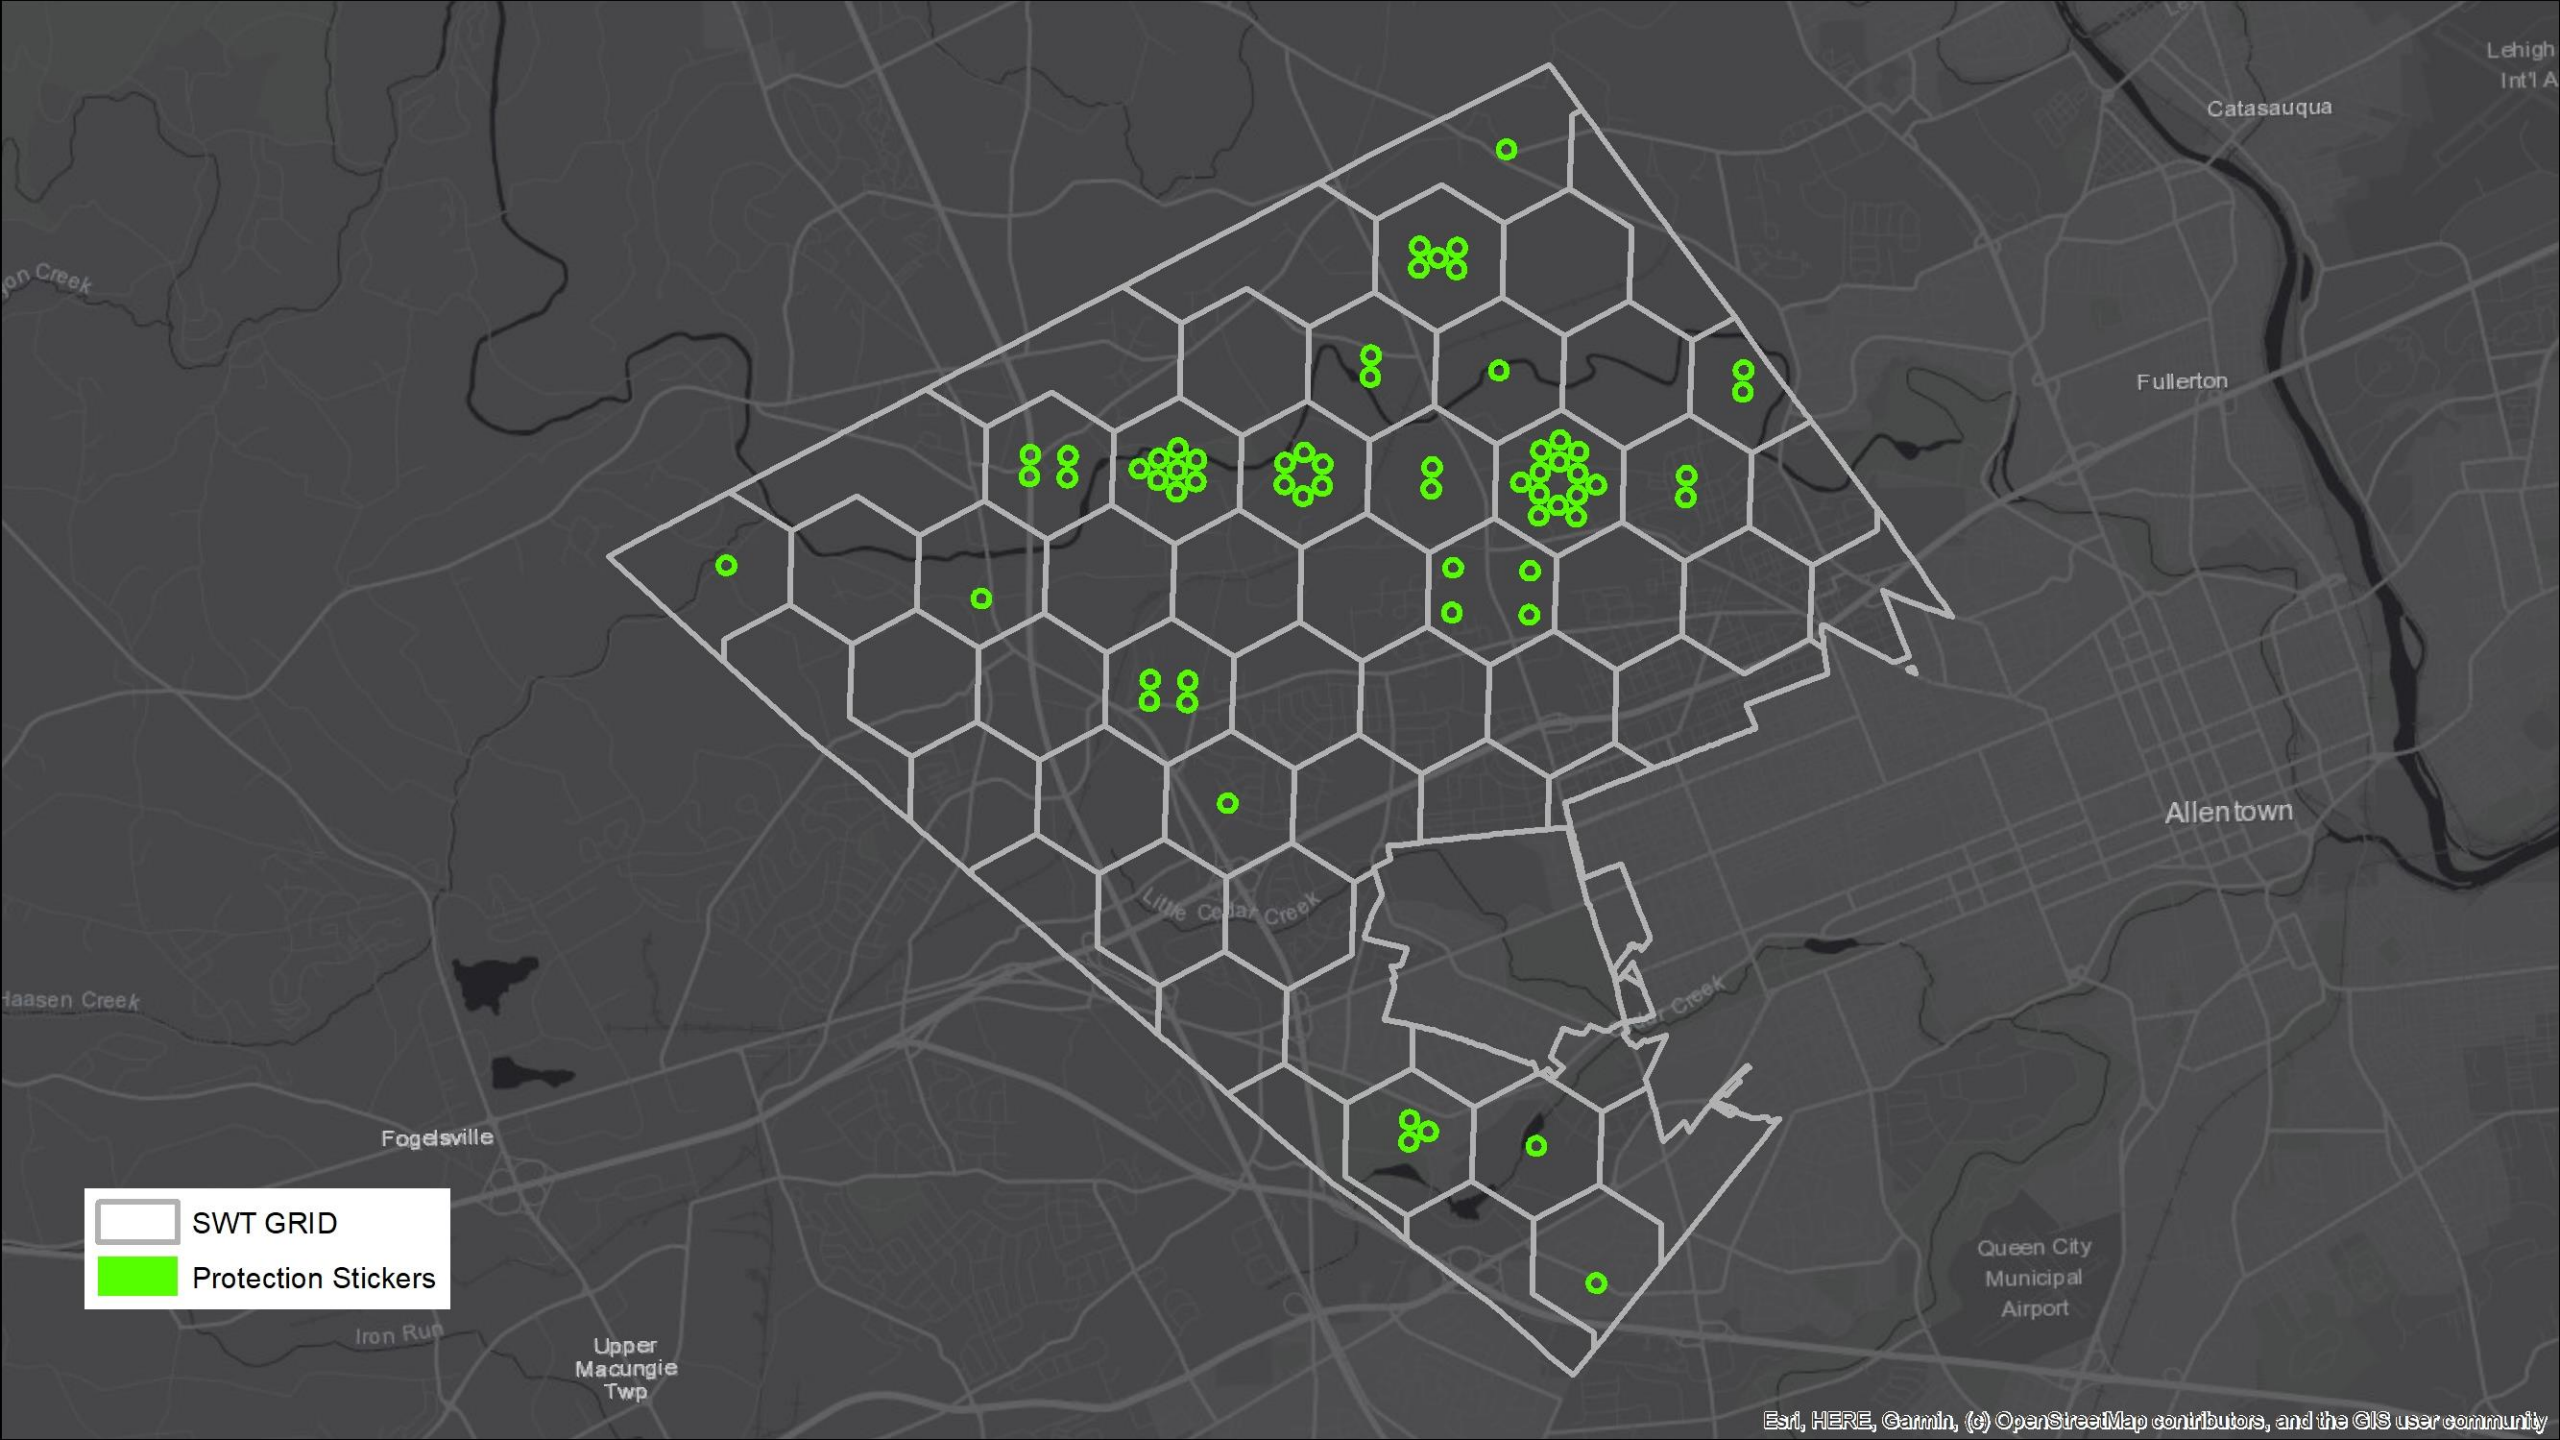 Lehigh
Int'l A
Catasauqua
on Creek
Fullerton
Allentown
Little Cedar Creek
Haasen Creek
Creek
Fogelsville
SWT GRID
Protection Stickers
Queen City
Municipal
Airport
Iron Run
Upper
Macungie
Twp
Esri, HERE, Garmin, (c) OpenStreetMap contributors, and the GIS user community